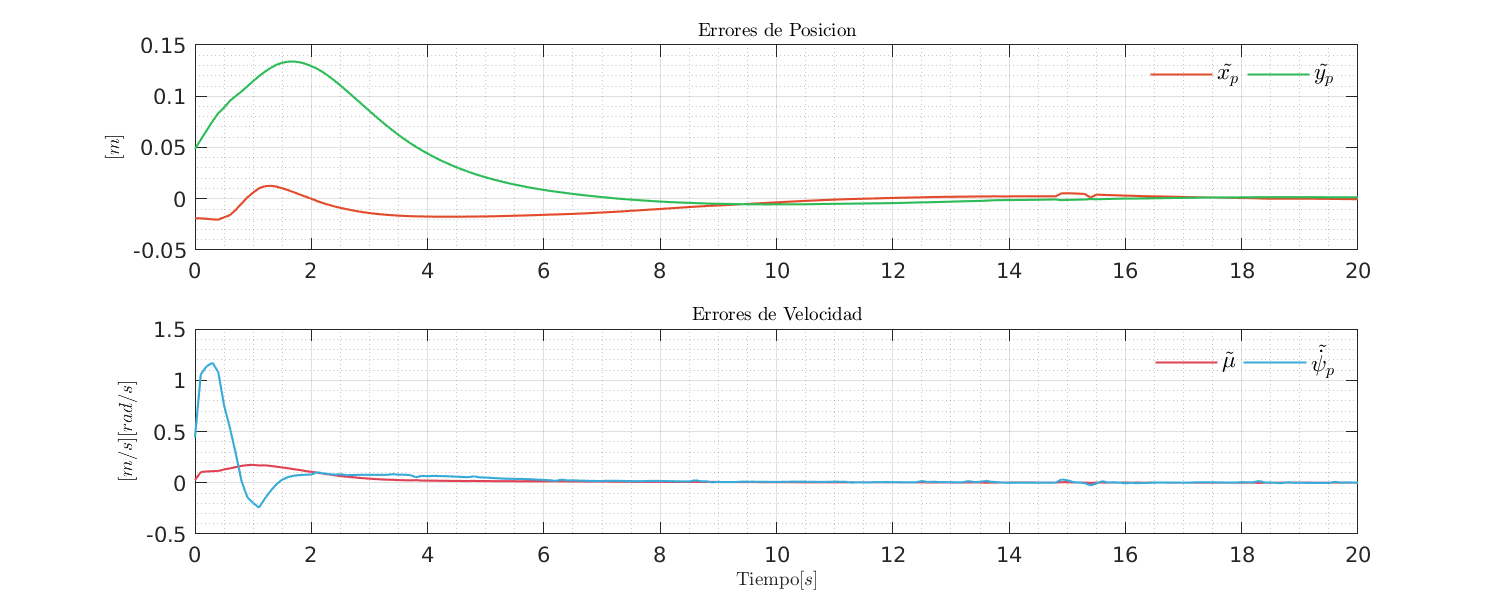 Errores de Posicion
0.15
0.1
0.05
0
-0.05
[m]
x̃_p ỹ_p
0 2 4 6 8 10 12 14 16 18 20
Errores de Velocidad
1.5
1
0.5
0
-0.5
[m/s][rad/s]
μ̃ ψ̇̃_p
0 2 4 6 8 10 12 14 16 18 20
Tiempo[s]